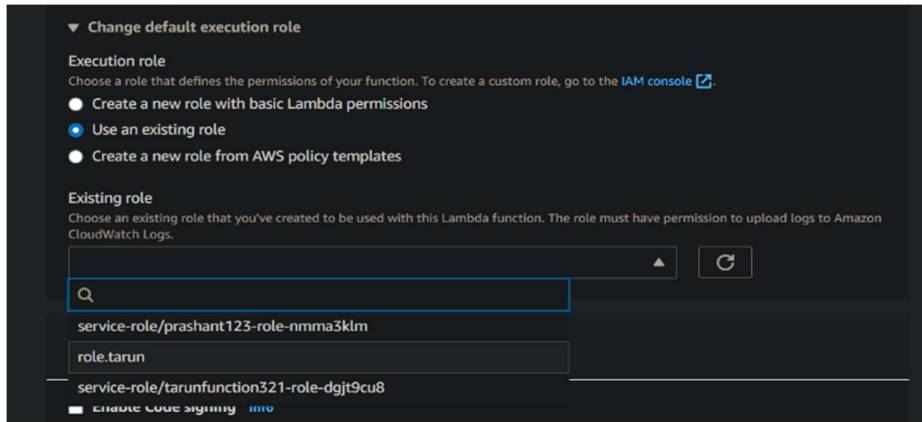 Change default execution role
Execution role
Choose a role that defines the permissions of your function. To create a custom role, go to the IAM console.
Create a new role with basic Lambda permissions
Use an existing role
Create a new role from AWS policy templates
Existing role
Choose an existing role that you've created to be used with this Lambda function. The role must have permission to upload logs to Amazon
CloudWatch Logs.
service-role/prashant123-role-nmma3klm
role.tarun
service-role/tarunfunction321-role-dgjt9cu8
Enable Code signing Info